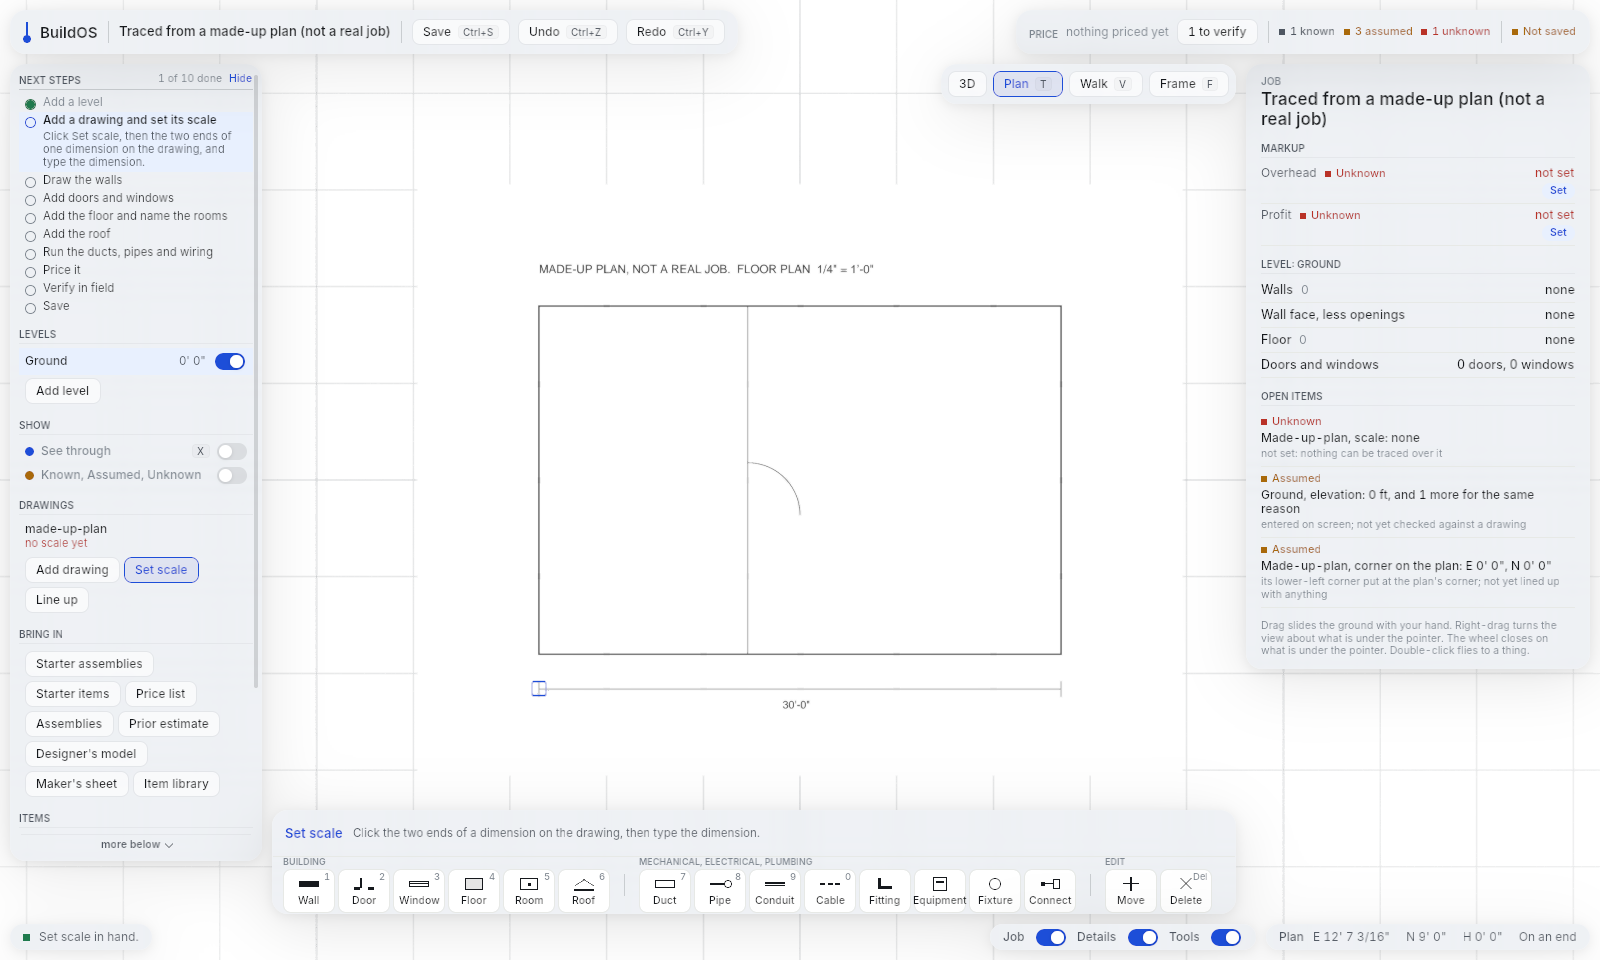 BuildOS
Traced from a made-up plan (not a real job)
Save Ctrl+S
Undo Ctrl+Z
Redo Ctrl+Y
PRICE nothing priced yet
1 to verify
1 known
3 assumed
1 unknown
Not saved
NEXT STEPS
1 of 10 done Hide
Add a level
Add a drawing and set its scale
Click Set scale, then the two ends of
one dimension on the drawing, and
type the dimension.
Draw the walls
Add doors and windows
Add the floor and name the rooms
Add the roof
Run the ducts, pipes and wiring
Price it
Verify in field
Save
LEVELS
Ground 0' 0"
Add level
SHOW
See through X
Known, Assumed, Unknown
DRAWINGS
made-up-plan
no scale yet
Add drawing
Set scale
Line up
BRING IN
Starter assemblies
Starter items
Price list
Assemblies
Prior estimate
Designer's model
Maker's sheet
Item library
ITEMS
more below
3D
Plan T
Walk V
Frame F
MADE-UP PLAN, NOT A REAL JOB. FLOOR PLAN 1/4" = 1'-0"
30'-0"
JOB
Traced from a made-up plan (not a
real job)
MARKUP
Overhead Unknown not set
Set
Profit Unknown not set
Set
LEVEL: GROUND
Walls 0 none
Wall face, less openings none
Floor 0 none
Doors and windows 0 doors, 0 windows
OPEN ITEMS
Unknown
Made-up-plan, scale: none
not set: nothing can be traced over it
Assumed
Ground, elevation: 0 ft, and 1 more for the same
reason
entered on screen; not yet checked against a drawing
Assumed
Made-up-plan, corner on the plan: E 0' 0", N 0' 0"
its lower-left corner put at the plan's corner; not yet lined up
with anything
Drag slides the ground with your hand. Right-drag turns the
view about what is under the pointer. The wheel closes on
what is under the pointer. Double-click flies to a thing.
Set scale Click the two ends of a dimension on the drawing, then type the dimension.
BUILDING
1 Wall
2 Door
3 Window
4 Floor
5 Room
6 Roof
MECHANICAL, ELECTRICAL, PLUMBING
7 Duct
8 Pipe
9 Conduit
0 Cable
Fitting
Equipment
Fixture
Connect
EDIT
Move
Del Delete
Set scale in hand.
Job
Details
Tools
Plan E 12' 7 3/16" N 9' 0" H 0' 0" On an end